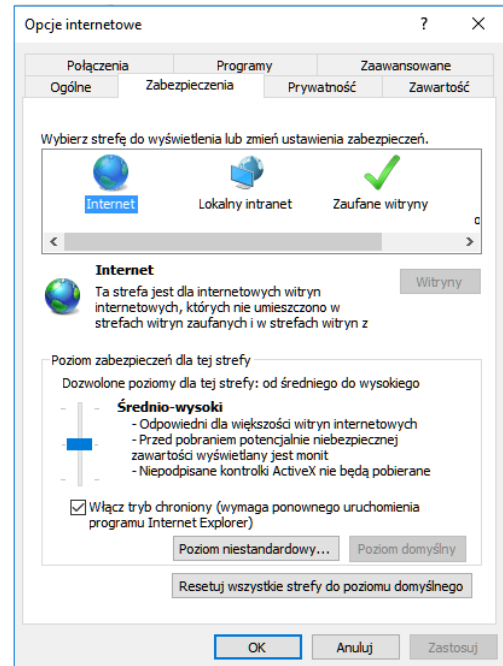 Opcje internetowe ? ×
Połączenia Programy Zaawansowane
Ogólne Zabezpieczenia Prywatność Zawartość
Wybierz strefę do wyświetlenia lub zmień ustawienia zabezpieczeń.
Internet Lokalny intranet Zaufane witryny
Internet
Witryny
Ta strefa jest dla internetowych witryn
internetowych, których nie umieszczono w
strefach witryn zaufanych i w strefach witryn z
Poziom zabezpieczeń dla tej strefy
Dozwolone poziomy dla tej strefy: od średniego do wysokiego
Średnio-wysoki
- Odpowiedni dla większości witryn internetowych
- Przed pobraniem potencjalnie niebezpiecznej
zawartości wyświetlany jest monit
- Niepodpisane kontrolki ActiveX nie będą pobierane
Włącz tryb chroniony (wymaga ponownego uruchomienia
programu Internet Explorer)
Poziom niestandardowy... Poziom domyślny
Resetuj wszystkie strefy do poziomu domyślnego
OK Anuluj Zastosuj